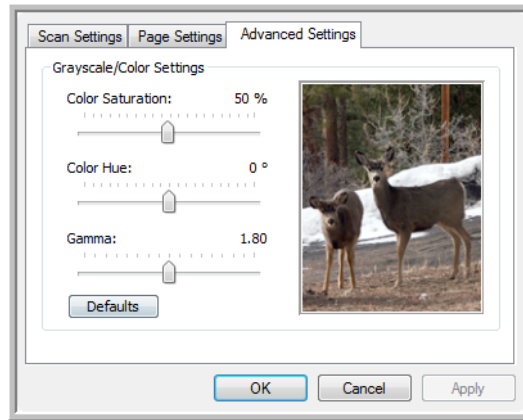 Scan Settings Page Settings Advanced Settings
Grayscale/Color Settings
Color Saturation: 50 %
Color Hue: 0 °
Gamma: 1.80
Defaults
OK Cancel Apply